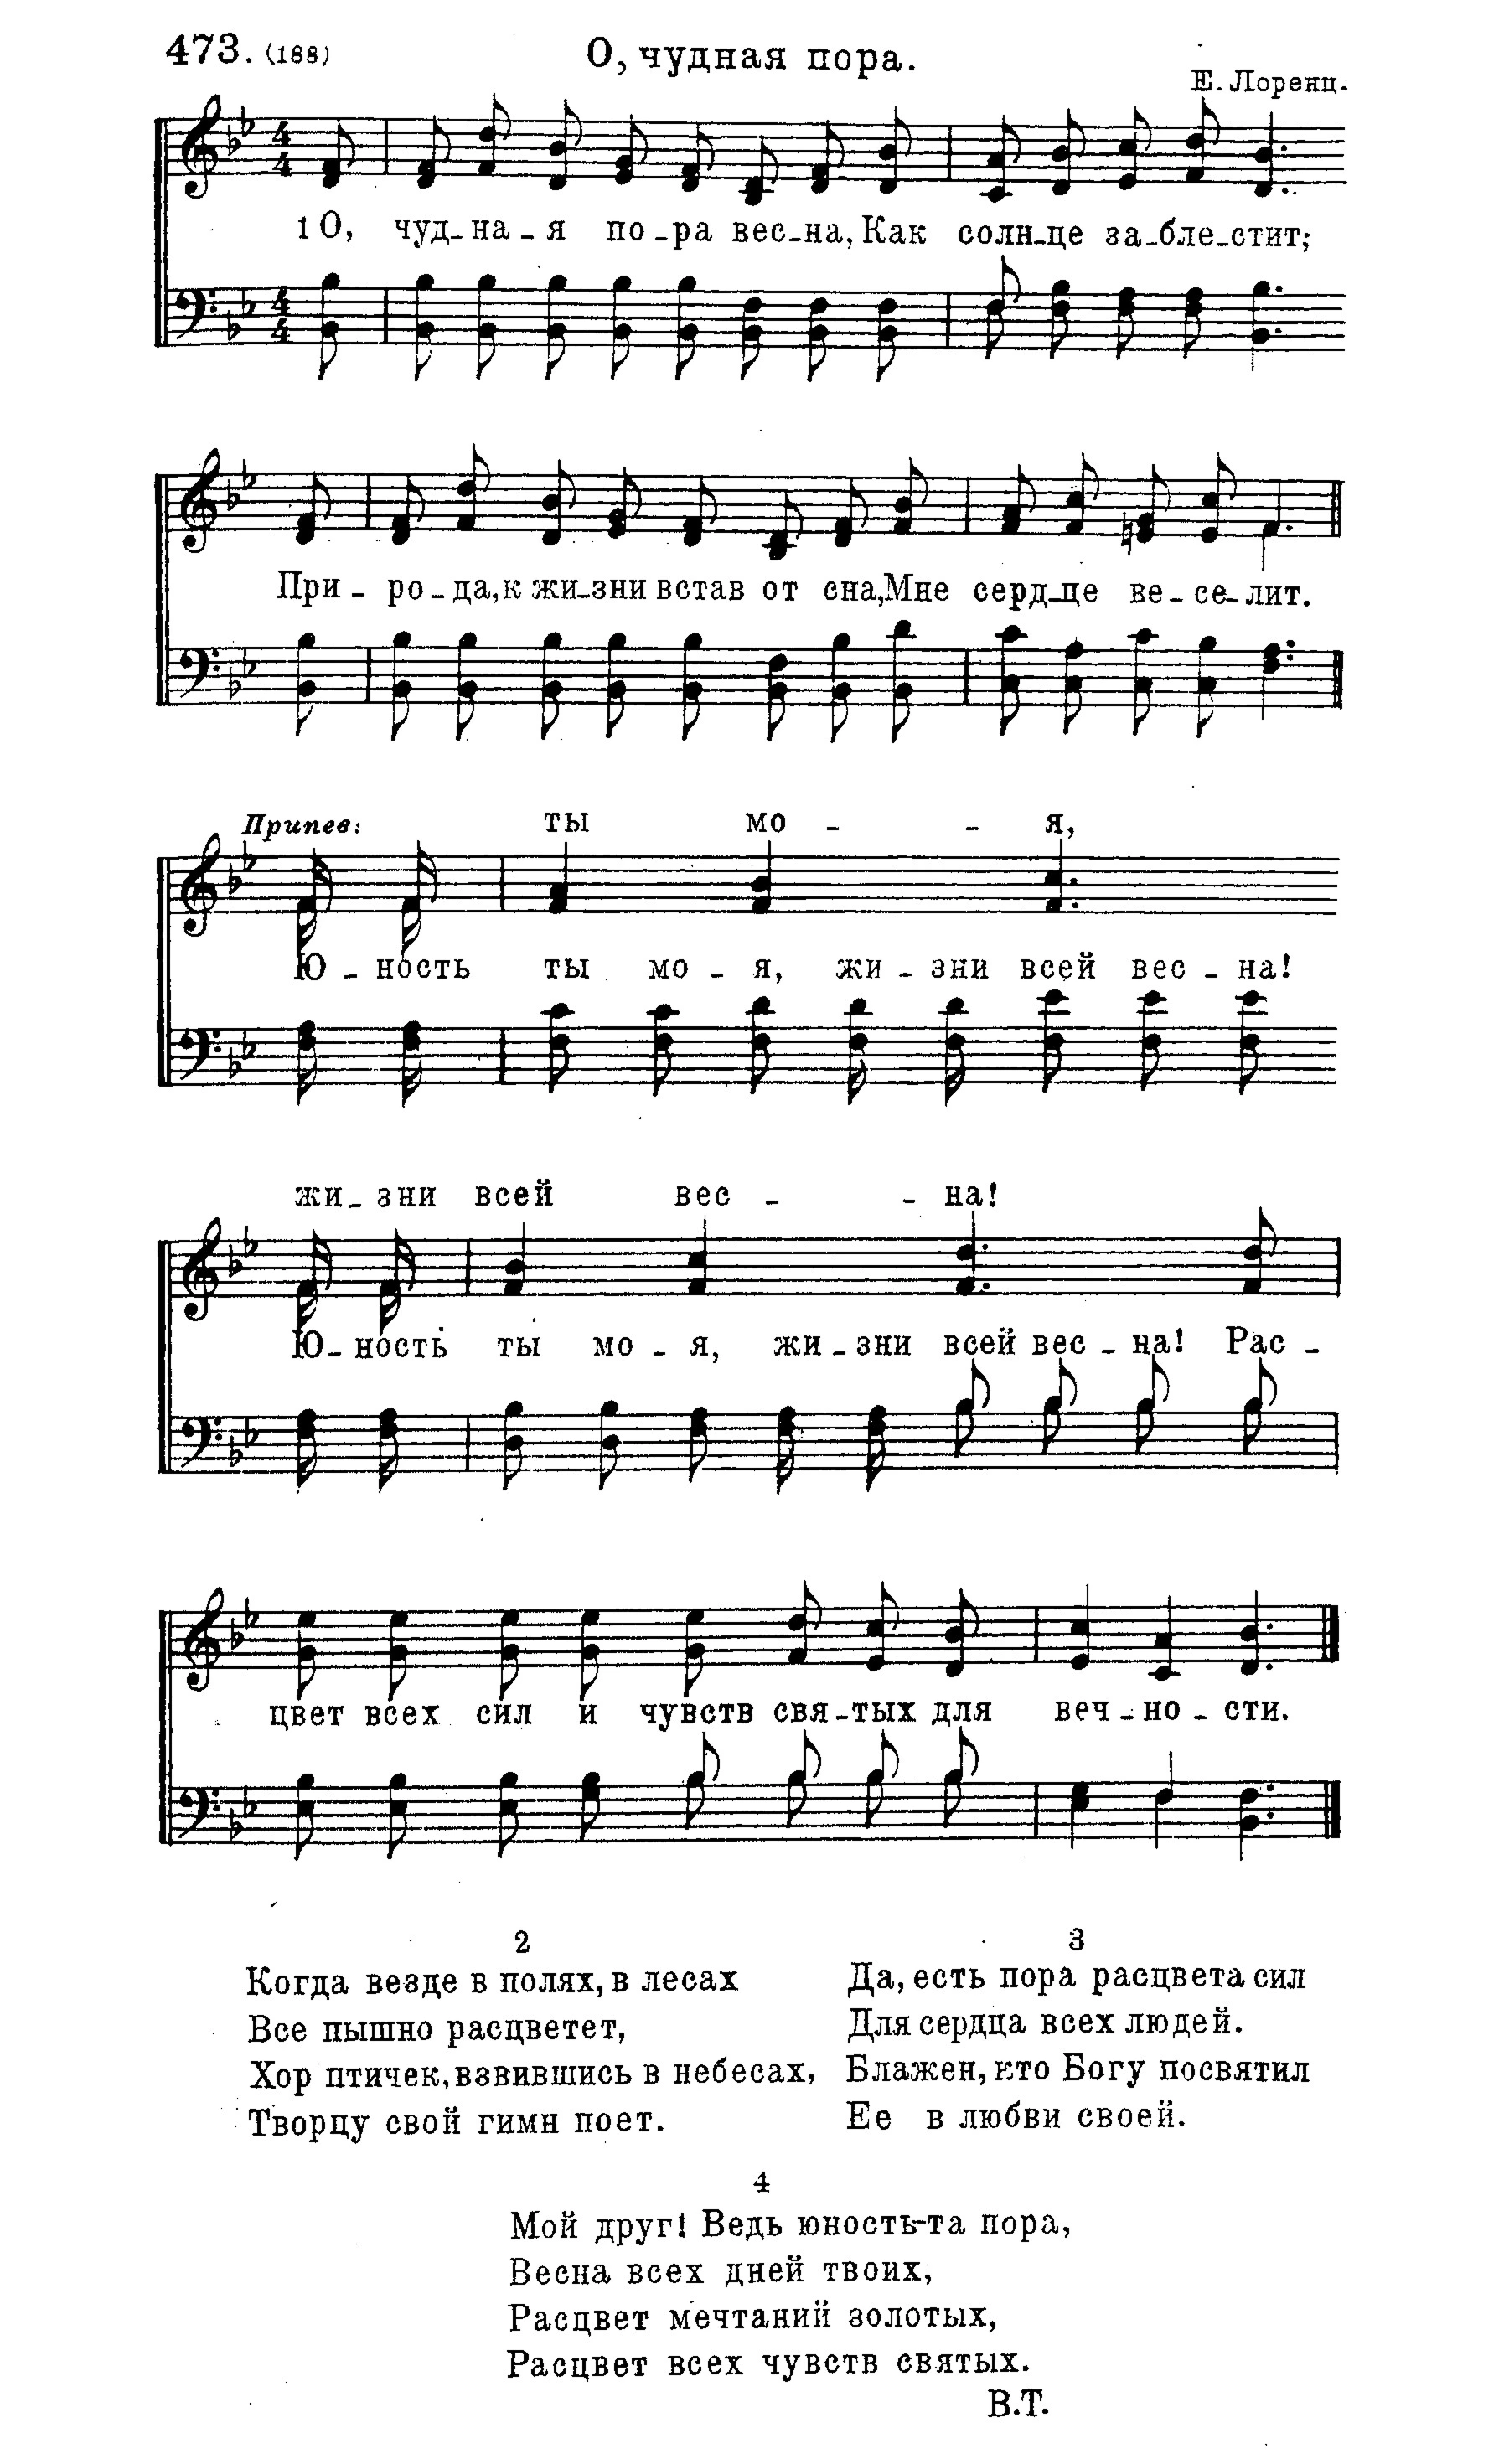 473. (188)
О, чудная пора.
Е. Лоренц.
1 О, чуд-на-я по-ра вес-на, Как солн-це за-бле-стит;
При-ро-да, к жи-зни встав от сна, Мне серд-це ве-се-лит.
Припев: ты мо - - я,
Ю-ность ты мо-я, жи-зни всей вес-на!
жи-зни всей вес - - на!
Ю-ность ты мо-я, жи-зни всей вес-на! Рас-
цвет всех сил и чувств свя-тых для веч-но-сти.
2
Когда везде в полях, в лесах
Все пышно расцветет,
Хор птичек, взвившись в небесах,
Творцу свой гимн поет.
3
Да, есть пора расцвета сил
Для сердца всех людей.
Блажен, кто Богу посвятил
Ее в любви своей.
4
Мой друг! Ведь юность-та пора,
Весна всех дней твоих,
Расцвет мечтаний золотых,
Расцвет всех чувств святых.
В.Т.